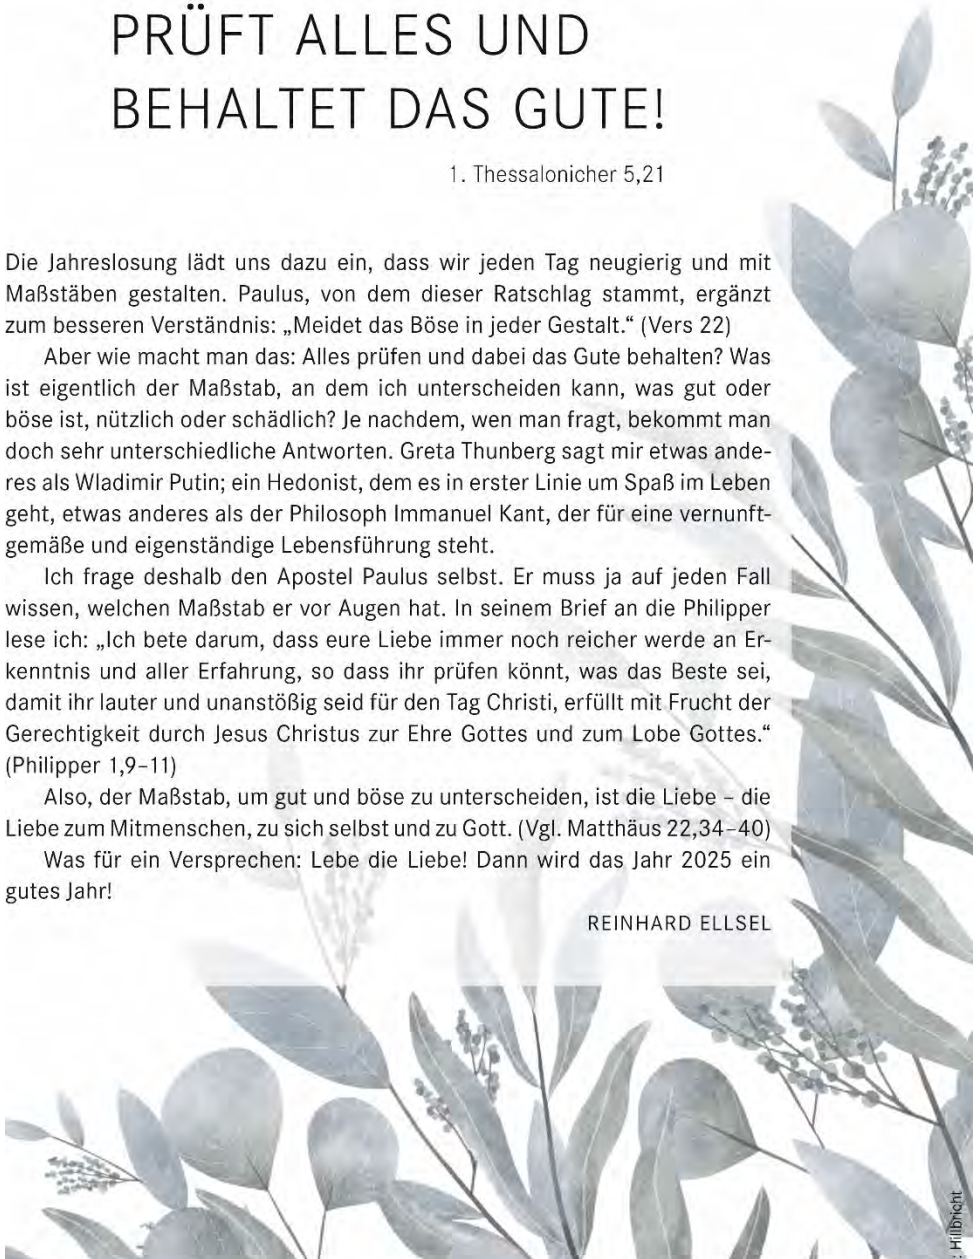 PRÜFT ALLES UND
BEHALTET DAS GUTE!
1. Thessalonicher 5,21
Die Jahreslosung lädt uns dazu ein, dass wir jeden Tag neugierig und mit
Maßstäben gestalten. Paulus, von dem dieser Ratschlag stammt, ergänzt
zum besseren Verständnis: „Meidet das Böse in jeder Gestalt.“ (Vers 22)
Aber wie macht man das: Alles prüfen und dabei das Gute behalten? Was
ist eigentlich der Maßstab, an dem ich unterscheiden kann, was gut oder
böse ist, nützlich oder schädlich? Je nachdem, wen man fragt, bekommt man
doch sehr unterschiedliche Antworten. Greta Thunberg sagt mir etwas ande-
res als Wladimir Putin; ein Hedonist, dem es in erster Linie um Spaß im Leben
geht, etwas anderes als der Philosoph Immanuel Kant, der für eine vernunft-
gemäße und eigenständige Lebensführung steht.
Ich frage deshalb den Apostel Paulus selbst. Er muss ja auf jeden Fall
wissen, welchen Maßstab er vor Augen hat. In seinem Brief an die Philipper
lese ich: „Ich bete darum, dass eure Liebe immer noch reicher werde an Er-
kenntnis und aller Erfahrung, so dass ihr prüfen könnt, was das Beste sei,
damit ihr lauter und unanstößig seid für den Tag Christi, erfüllt mit Frucht der
Gerechtigkeit durch Jesus Christus zur Ehre Gottes und zum Lobe Gottes.“
(Philipper 1,9–11)
Also, der Maßstab, um gut und böse zu unterscheiden, ist die Liebe – die
Liebe zum Mitmenschen, zu sich selbst und zu Gott. (Vgl. Matthäus 22,34–40)
Was für ein Versprechen: Lebe die Liebe! Dann wird das Jahr 2025 ein
gutes Jahr!
REINHARD ELLSEL
: Hillbricht